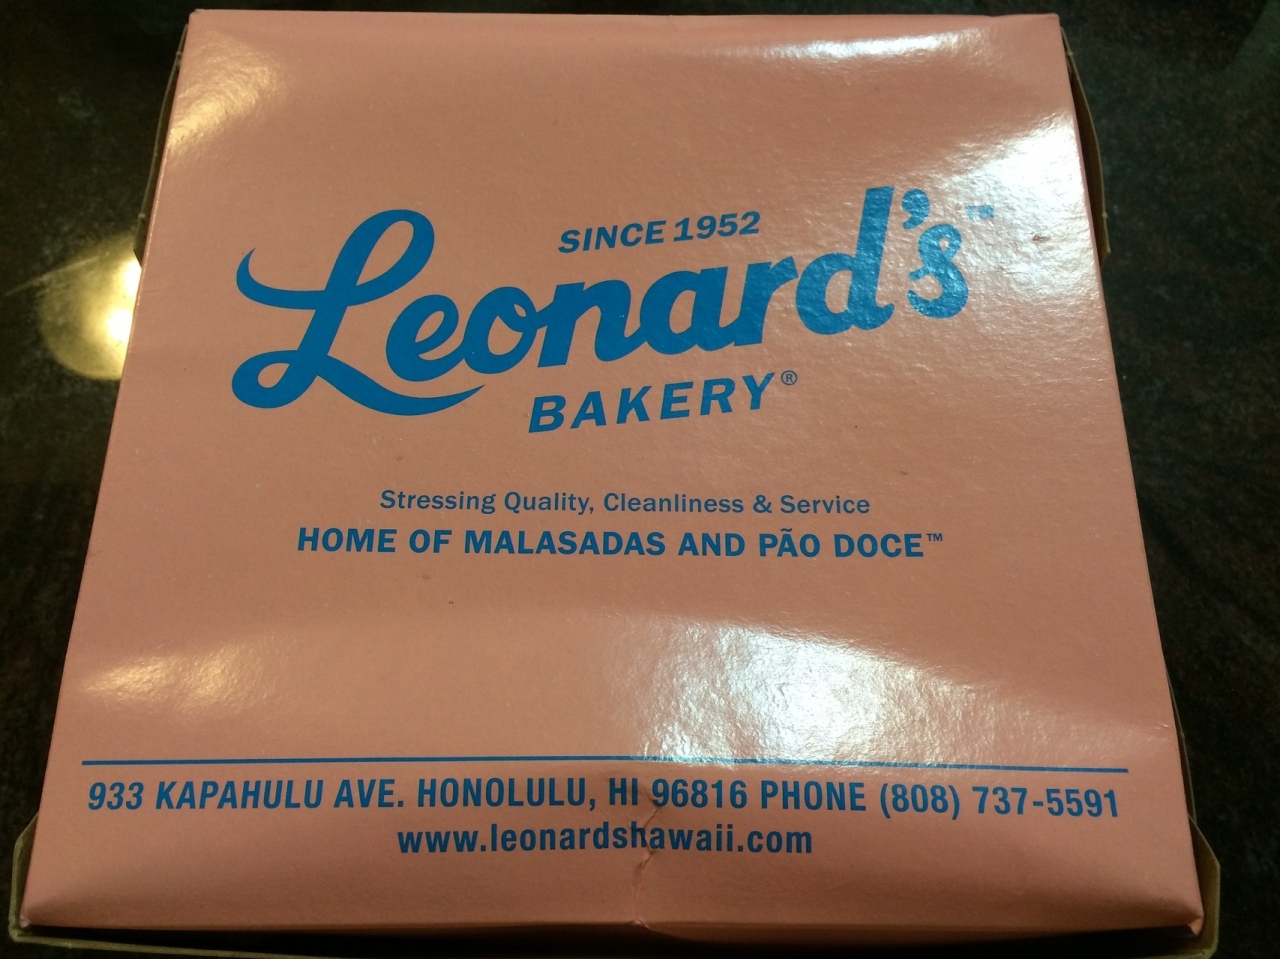 SINCE 1952
Leonard's™
BAKERY®
Stressing Quality, Cleanliness & Service
HOME OF MALASADAS AND PÃO DOCE™
933 KAPAHULU AVE. HONOLULU, HI 96816 PHONE (808) 737-5591
www.leonardshawaii.com